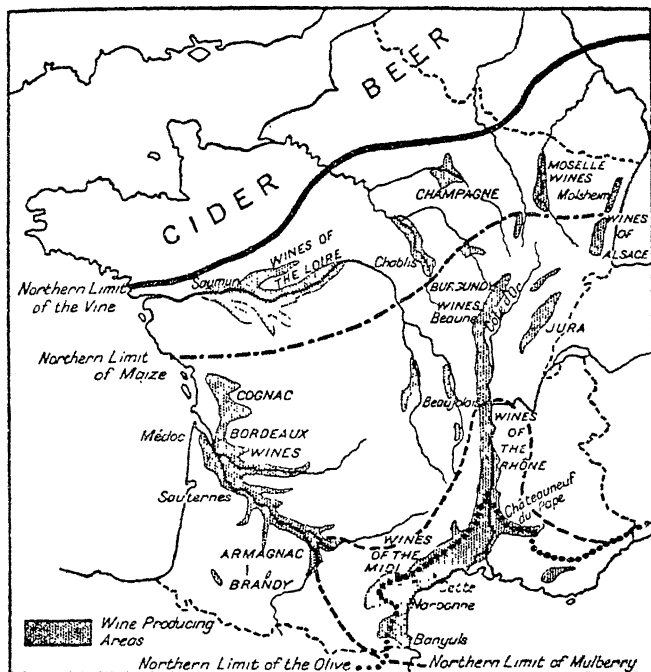 BEER
CIDER
MOSELLE
WINES
Molsheim
CHAMPAGNE
WINES
OF
ALSACE
WINES OF
THE LOIRE
Saumur
Chablis
Northern Limit
of the Vine
BURGUNDY
WINES
Beaune
Côte d'Or
JURA
Northern Limit
of Maize
COGNAC
Beaujolais
Médoc
BORDEAUX
WINES
WINES
OF
THE
RHONE
Sauternes
Châteauneuf
du Pape
ARMAGNAC
BRANDY
WINES
OF THE
MIDI
Cette
Narbonne
Banyuls
Wine Producing
Areas
Northern Limit of the Olive
Northern Limit of Mulberry